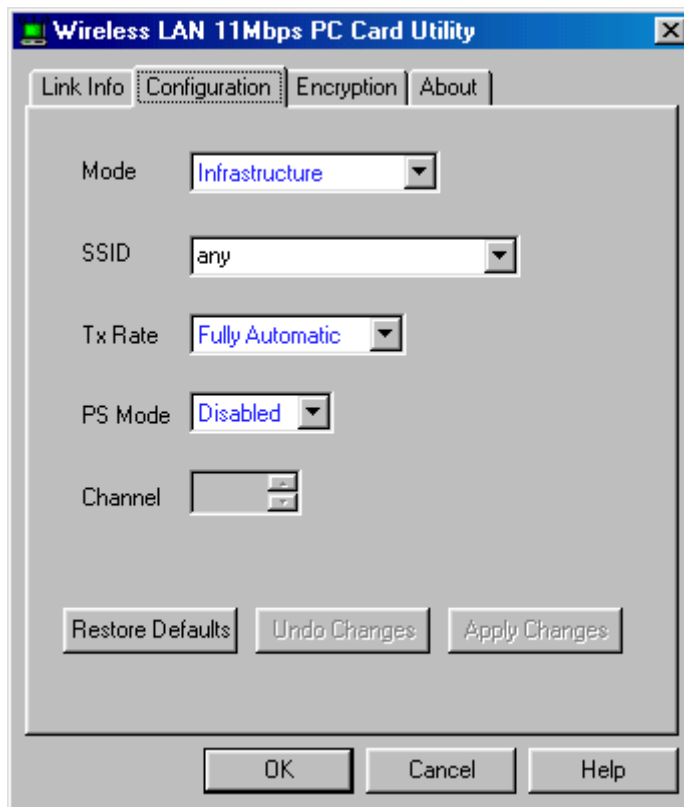 Wireless LAN 11Mbps PC Card Utility
Link Info Configuration Encryption About
Mode Infrastructure
SSID any
Tx Rate Fully Automatic
PS Mode Disabled
Channel
Restore Defaults Undo Changes Apply Changes
OK Cancel Help